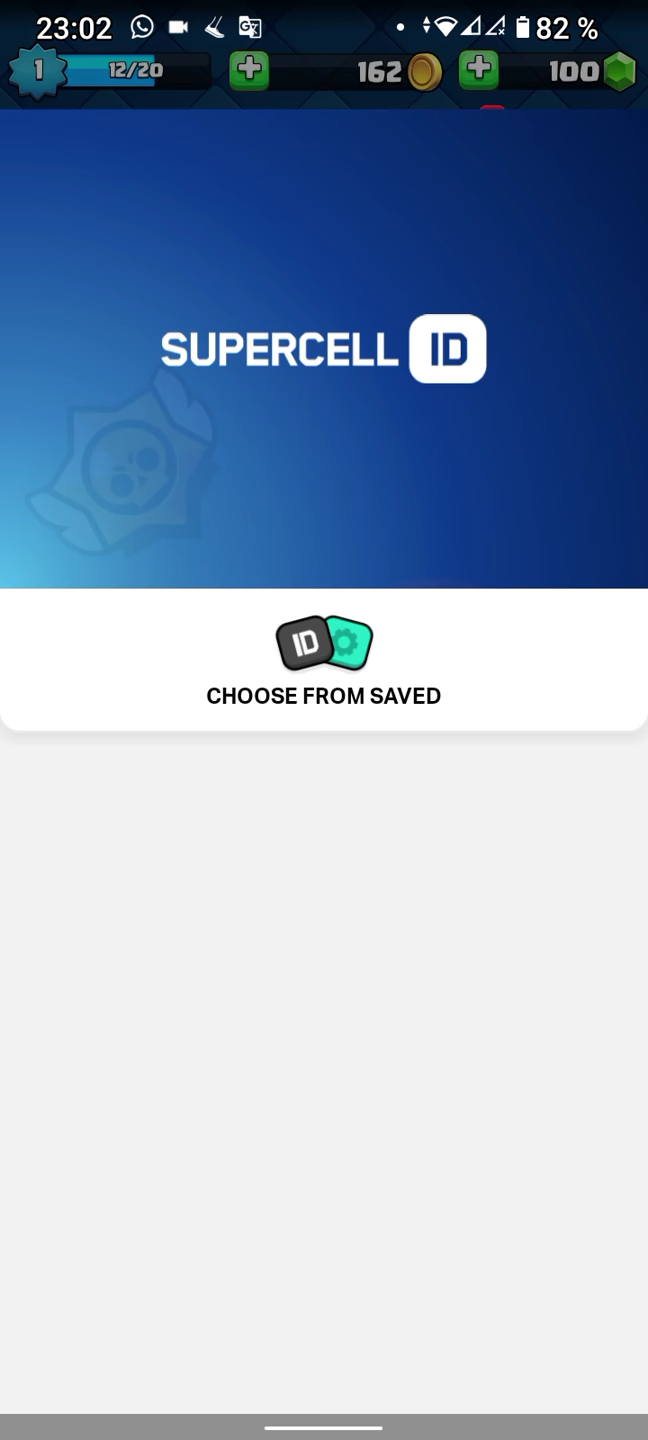 23:02
82 %
1
12/20
162
100
SUPERCELL ID
ID
CHOOSE FROM SAVED